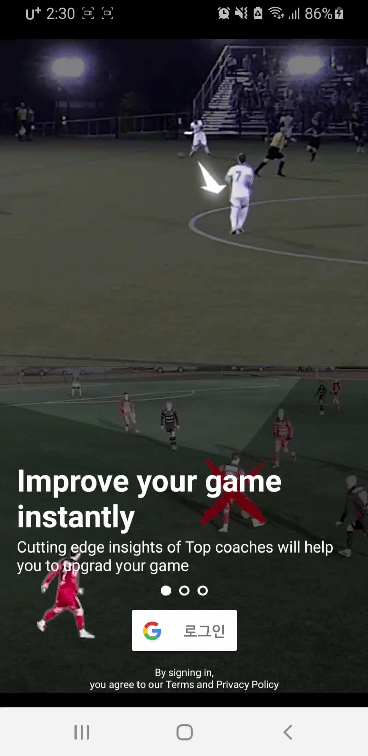 U+ 2:30 86%
7
Improve your game
instantly
Cutting edge insights of Top coaches will help
you to upgrad your game
로그인
By signing in,
you agree to our Terms and Privacy Policy